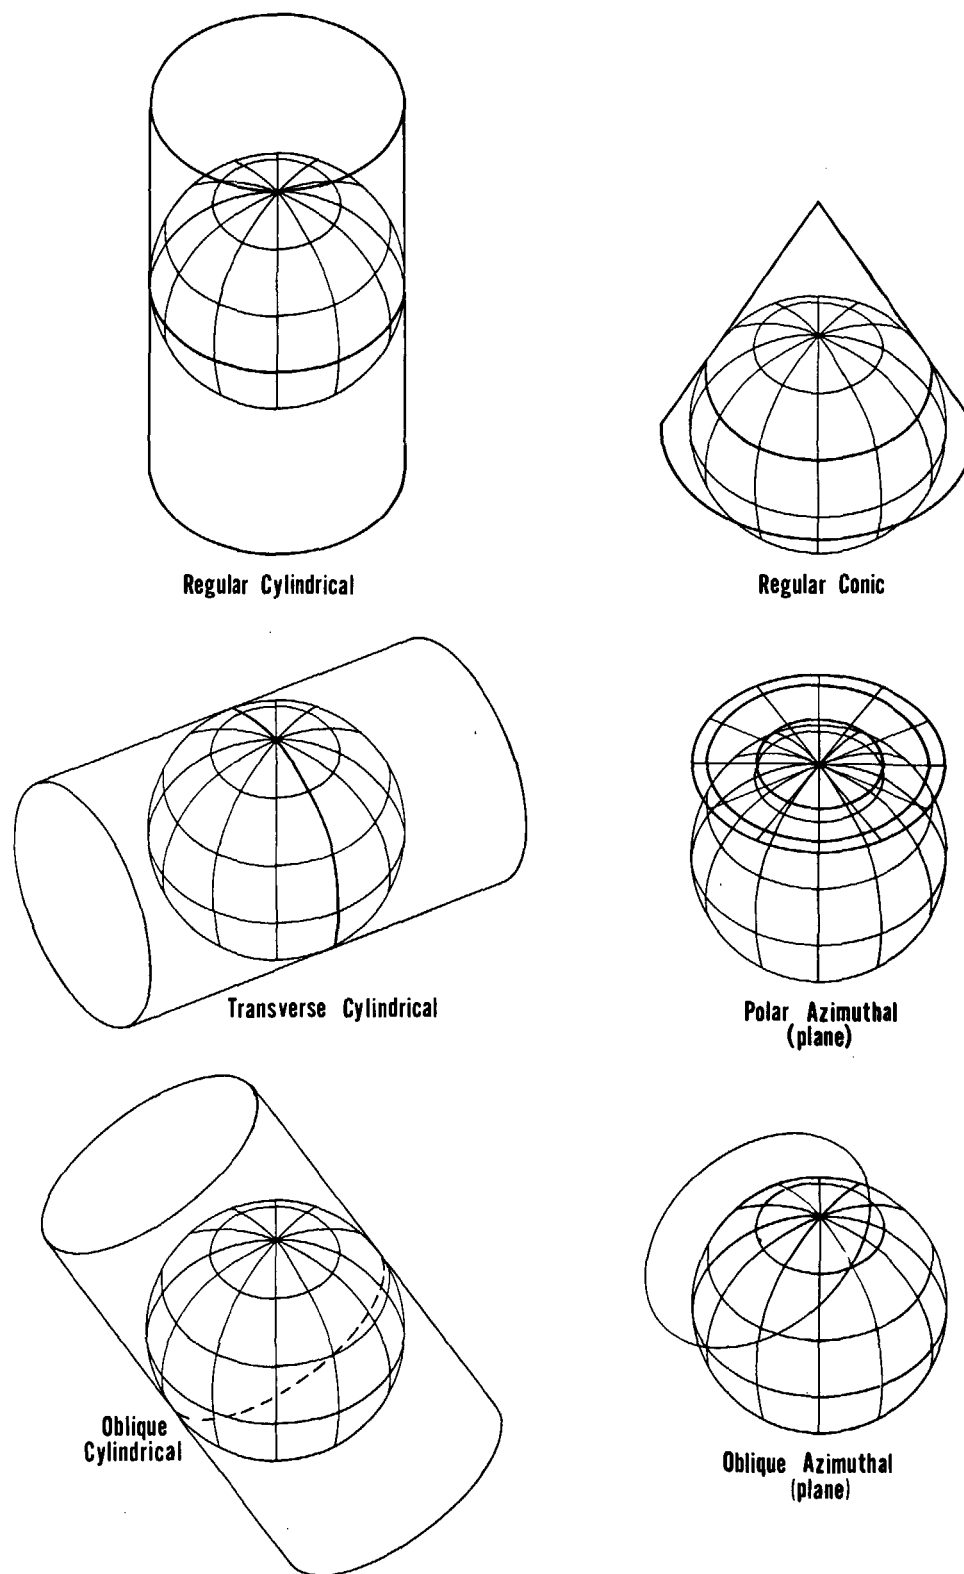 Regular Cylindrical
Regular Conic
Transverse Cylindrical
Polar Azimuthal
(plane)
Oblique
Cylindrical
Oblique Azimuthal
(plane)